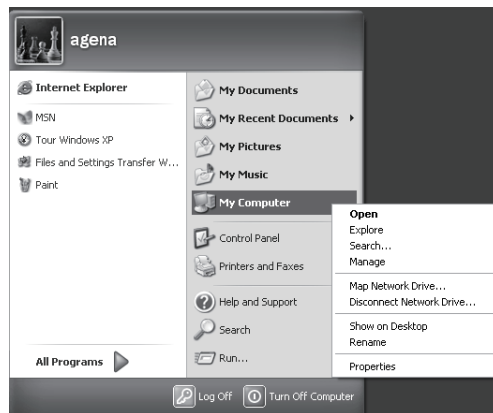 agena
Internet Explorer
MSN
Tour Windows XP
Files and Settings Transfer W...
Paint
All Programs
My Documents
My Recent Documents
My Pictures
My Music
My Computer
Control Panel
Printers and Faxes
Help and Support
Search
Run...
Open
Explore
Search...
Manage
Map Network Drive...
Disconnect Network Drive...
Show on Desktop
Rename
Properties
Log Off
Turn Off Computer